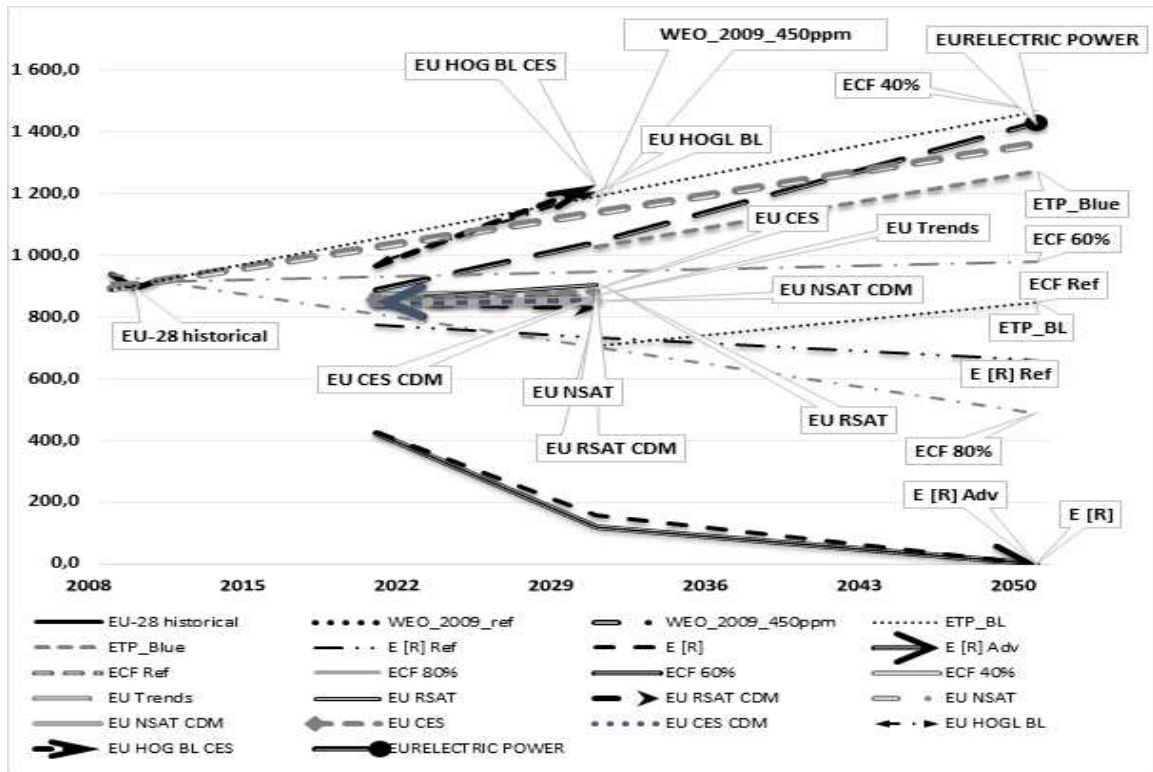 WEO_2009_450ppm
EURELECTRIC POWER
EU HOG BL CES
ECF 40%
1 600,0
1 400,0
EU HOGL BL
1 200,0
ETP_Blue
EU CES
EU Trends
ECF 60%
1 000,0
EU NSAT CDM
ECF Ref
800,0
EU-28 historical
ETP_BL
EU CES CDM
EU NSAT
E [R] Ref
600,0
EU RSAT
EU RSAT CDM
ECF 80%
400,0
E [R] Adv
E [R]
200,0
0,0
2008 2015 2022 2029 2036 2043 2050
EU-28 historical WEO_2009_ref WEO_2009_450ppm ETP_BL
ETP_Blue E [R] Ref E [R] E [R] Adv
ECF Ref ECF 80% ECF 60% ECF 40%
EU Trends EU RSAT EU RSAT CDM EU NSAT
EU NSAT CDM EU CES EU CES CDM EU HOGL BL
EU HOG BL CES EURELECTRIC POWER